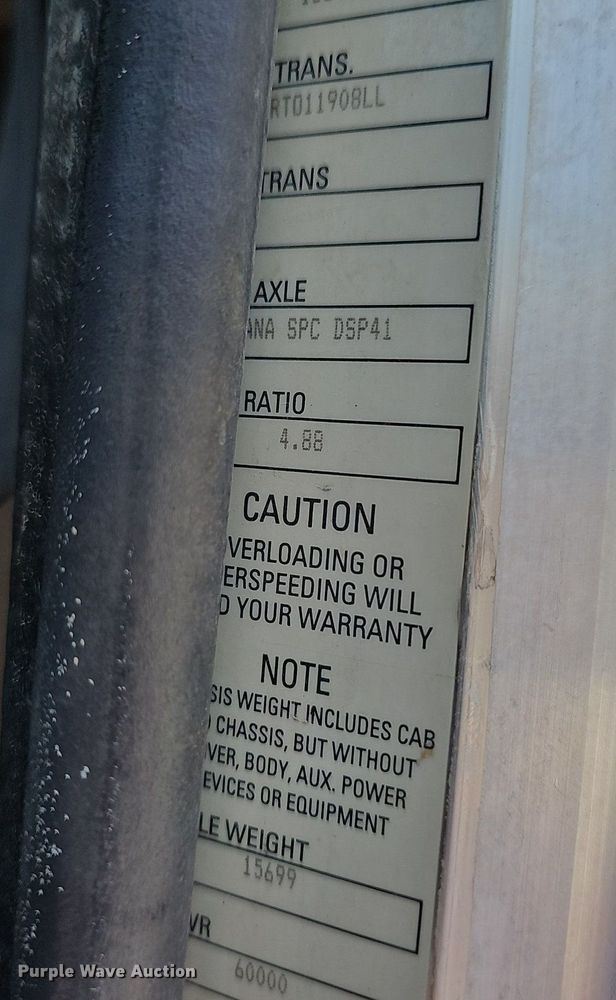 TRANS.
RTO11908LL
TRANS
AXLE
ANA SPC DSP41
RATIO
4.88
CAUTION
VERLOADING OR
ERSPEEDING WILL
D YOUR WARRANTY
NOTE
SIS WEIGHT INCLUDES CAB
D CHASSIS, BUT WITHOUT
VER, BODY, AUX. POWER
EVICES OR EQUIPMENT
LE WEIGHT
15699
VR
60000
Purple Wave Auction